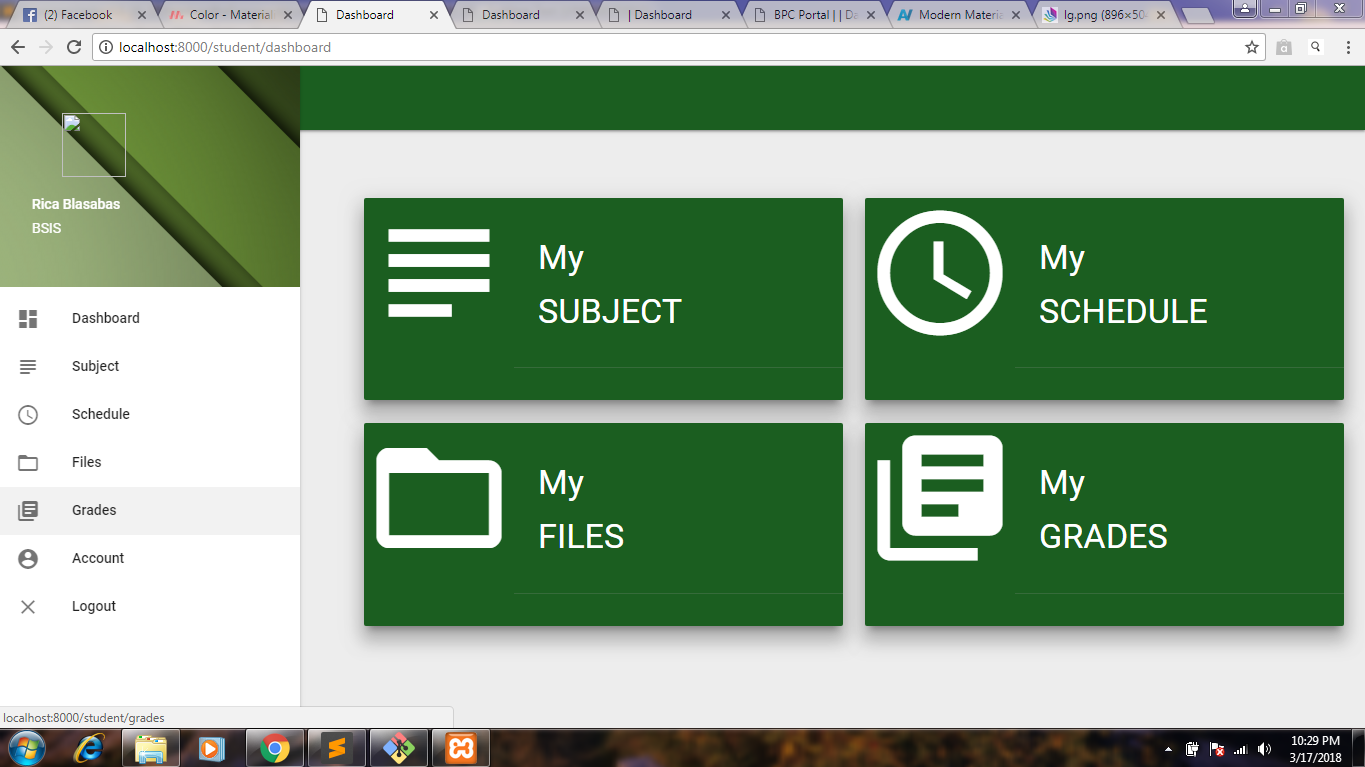 (2) Facebook
Color - Material
Dashboard
Dashboard
| Dashboard
BPC Portal | | Da
Modern Materia
lg.png (896×50
localhost:8000/student/dashboard
Rica Blasabas
BSIS
Dashboard
Subject
Schedule
Files
Grades
Account
Logout
My
SUBJECT
My
SCHEDULE
My
FILES
My
GRADES
localhost:8000/student/grades
10:29 PM
3/17/2018